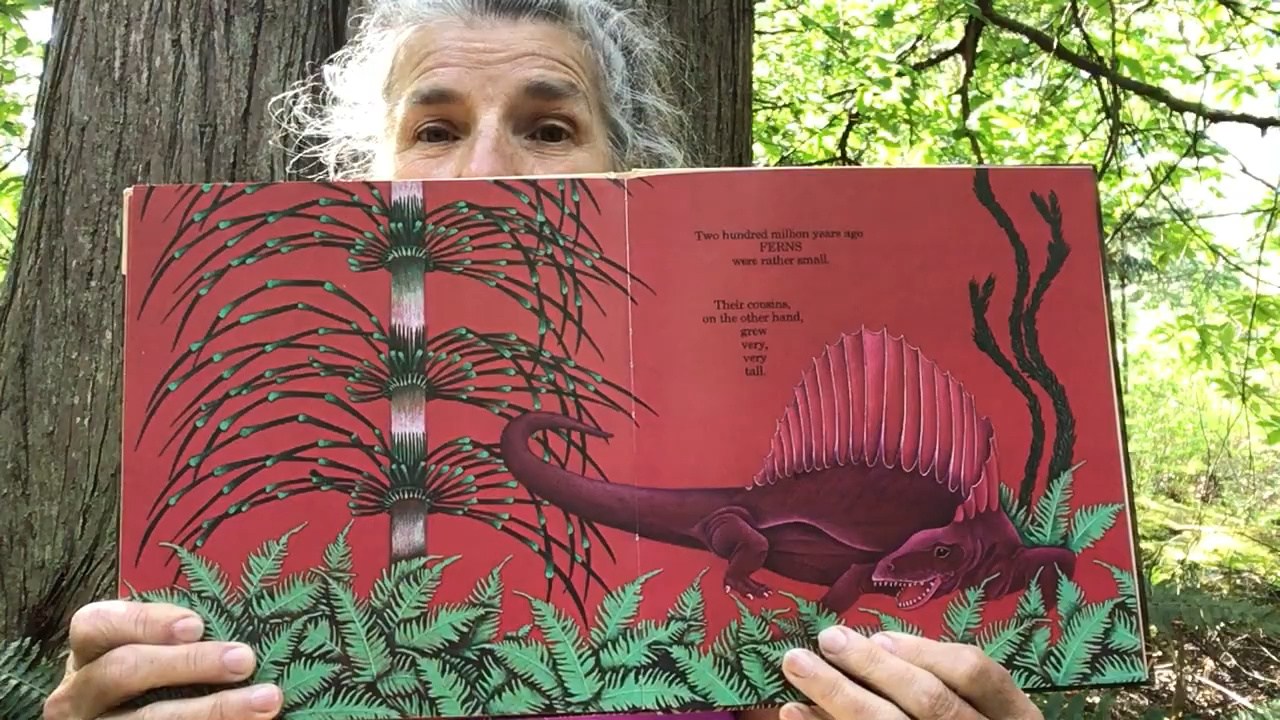 Two hundred million years ago
FERNS
were rather small.
Their cousins,
on the other hand,
grew
very,
very
tall.